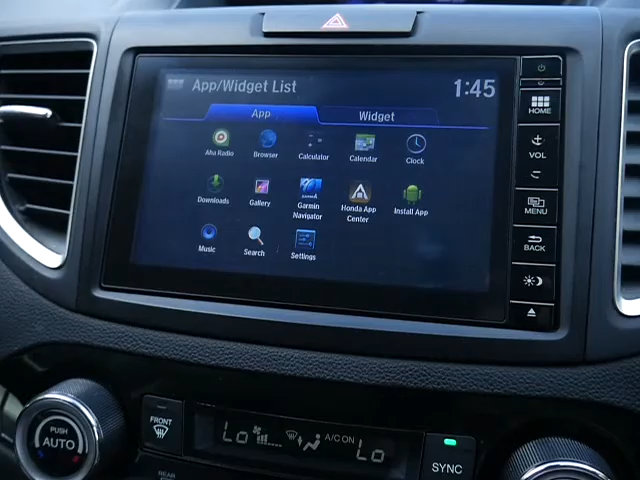 App/Widget List 1:45
App Widget
Aha Radio Browser Calculator Calendar Clock
Downloads Gallery Garmin Navigator Honda App Center Install App
Music Search Settings
HOME
VOL
MENU
BACK
PUSH
AUTO
FRONT
REAR
Lo A/C ON Lo
SYNC